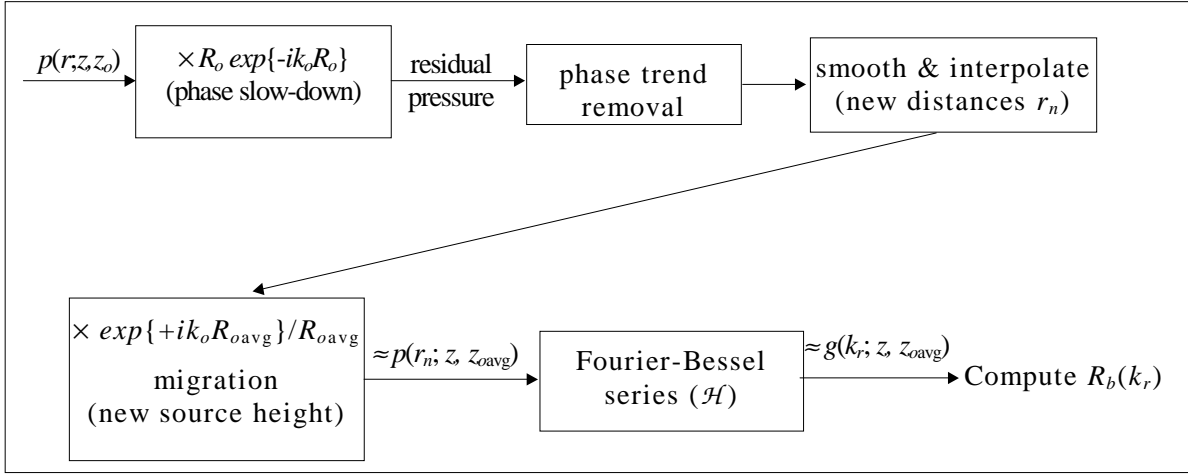 p(r;z,z_o)
× R_o exp{-ik_oR_o}
(phase slow-down)
residual
pressure
phase trend
removal
smooth & interpolate
(new distances r_n)
× exp{+ik_oR_oavg}/R_oavg
migration
(new source height)
≈p(r_n; z, z_oavg)
Fourier-Bessel
series (ℋ)
≈g(k_r; z, z_oavg)
Compute R_b(k_r)